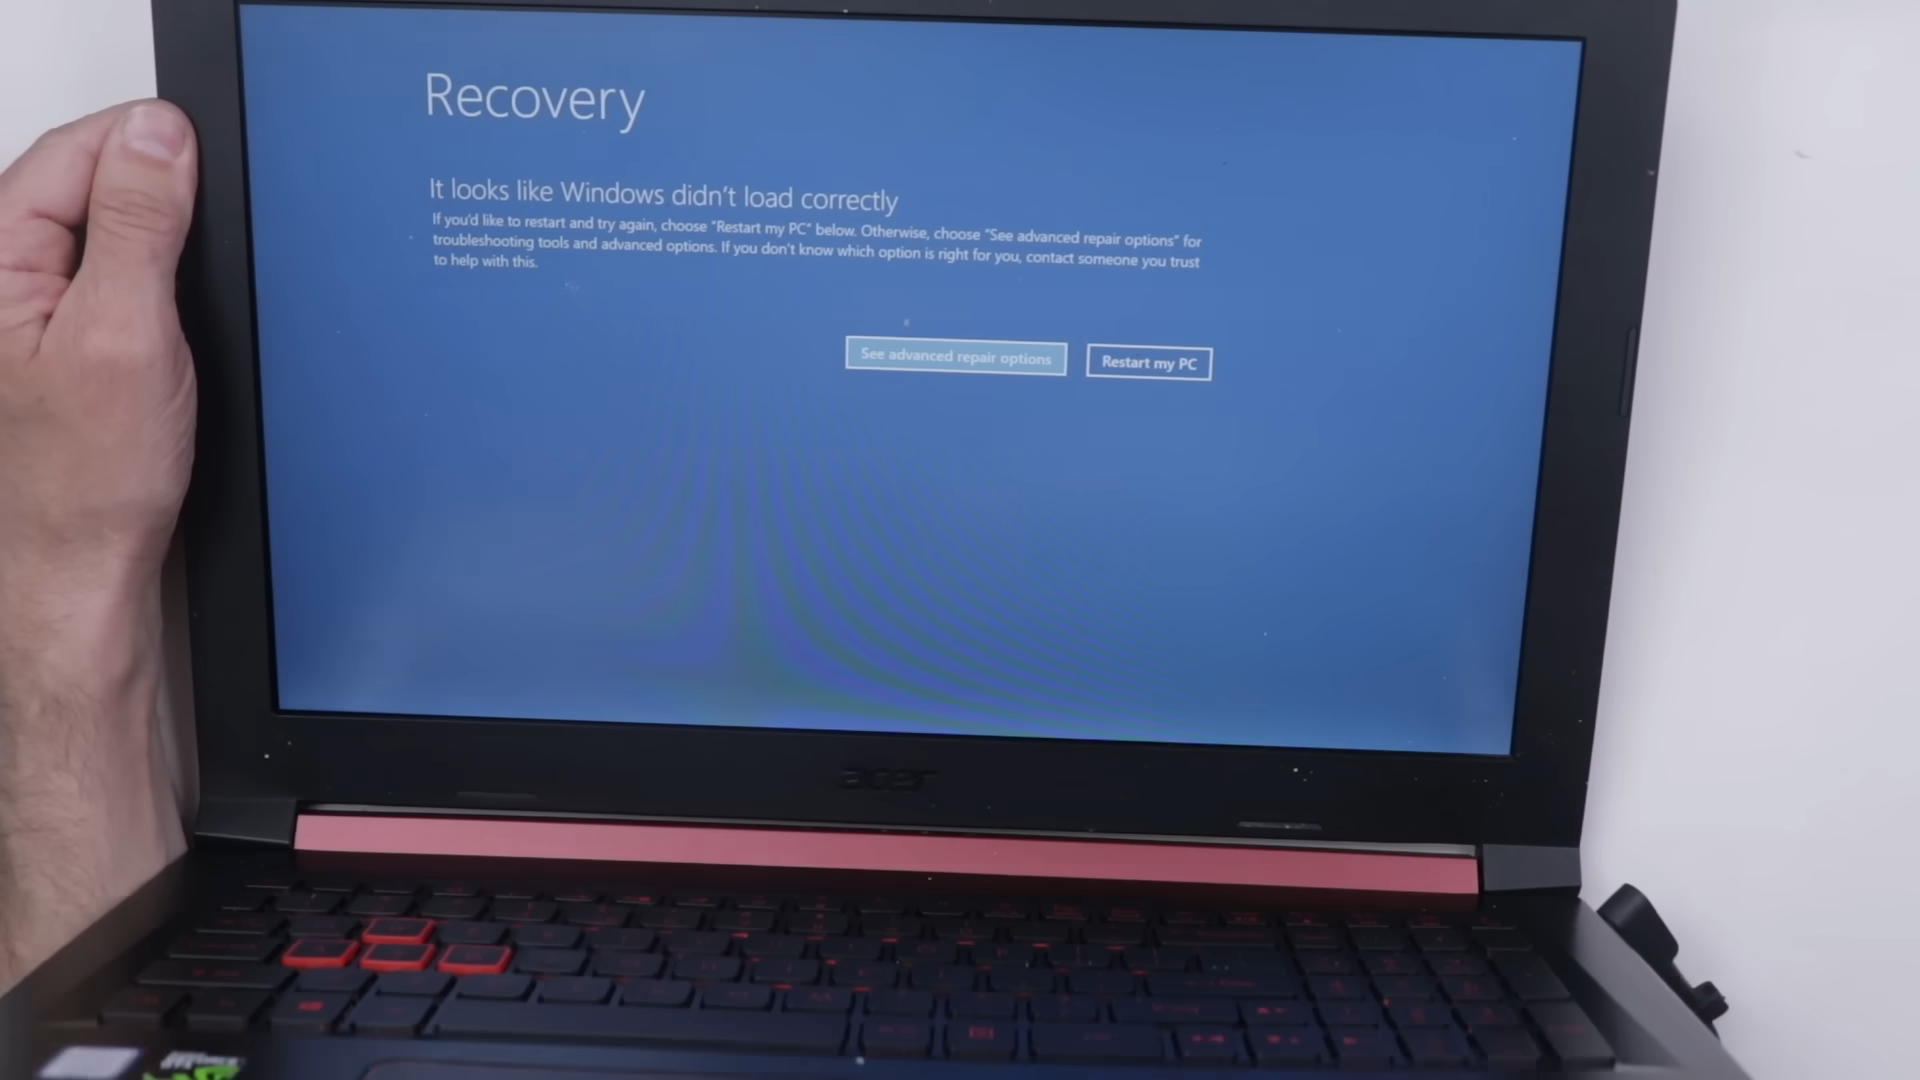 Recovery
It looks like Windows didn't load correctly
If you'd like to restart and try again, choose "Restart my PC" below. Otherwise, choose "See advanced repair options" for
troubleshooting tools and advanced options. If you don't know which option is right for you, contact someone you trust
to help with this.
See advanced repair options
Restart my PC
acer